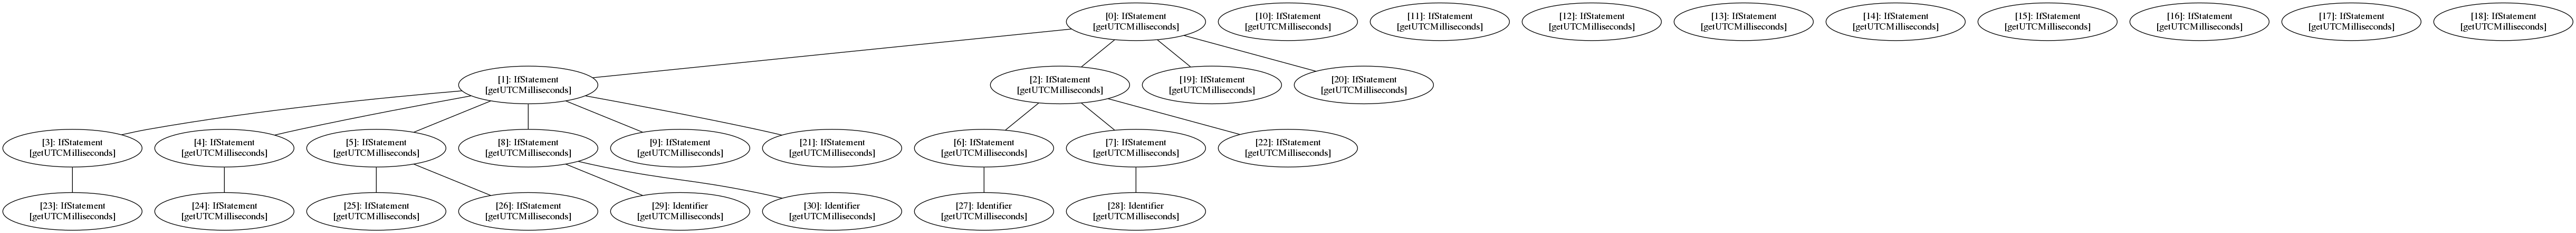 [0]: IfStatement
[getUTCMilliseconds]
[10]: IfStatement
[getUTCMilliseconds]
[11]: IfStatement
[getUTCMilliseconds]
[12]: IfStatement
[getUTCMilliseconds]
[13]: IfStatement
[getUTCMilliseconds]
[14]: IfStatement
[getUTCMilliseconds]
[15]: IfStatement
[getUTCMilliseconds]
[16]: IfStatement
[getUTCMilliseconds]
[17]: IfStatement
[getUTCMilliseconds]
[18]: IfStatement
[getUTCMilliseconds]
[1]: IfStatement
[getUTCMilliseconds]
[2]: IfStatement
[getUTCMilliseconds]
[19]: IfStatement
[getUTCMilliseconds]
[20]: IfStatement
[getUTCMilliseconds]
[3]: IfStatement
[getUTCMilliseconds]
[4]: IfStatement
[getUTCMilliseconds]
[5]: IfStatement
[getUTCMilliseconds]
[8]: IfStatement
[getUTCMilliseconds]
[9]: IfStatement
[getUTCMilliseconds]
[21]: IfStatement
[getUTCMilliseconds]
[6]: IfStatement
[getUTCMilliseconds]
[7]: IfStatement
[getUTCMilliseconds]
[22]: IfStatement
[getUTCMilliseconds]
[23]: IfStatement
[getUTCMilliseconds]
[24]: IfStatement
[getUTCMilliseconds]
[25]: IfStatement
[getUTCMilliseconds]
[26]: IfStatement
[getUTCMilliseconds]
[29]: Identifier
[getUTCMilliseconds]
[30]: Identifier
[getUTCMilliseconds]
[27]: Identifier
[getUTCMilliseconds]
[28]: Identifier
[getUTCMilliseconds]